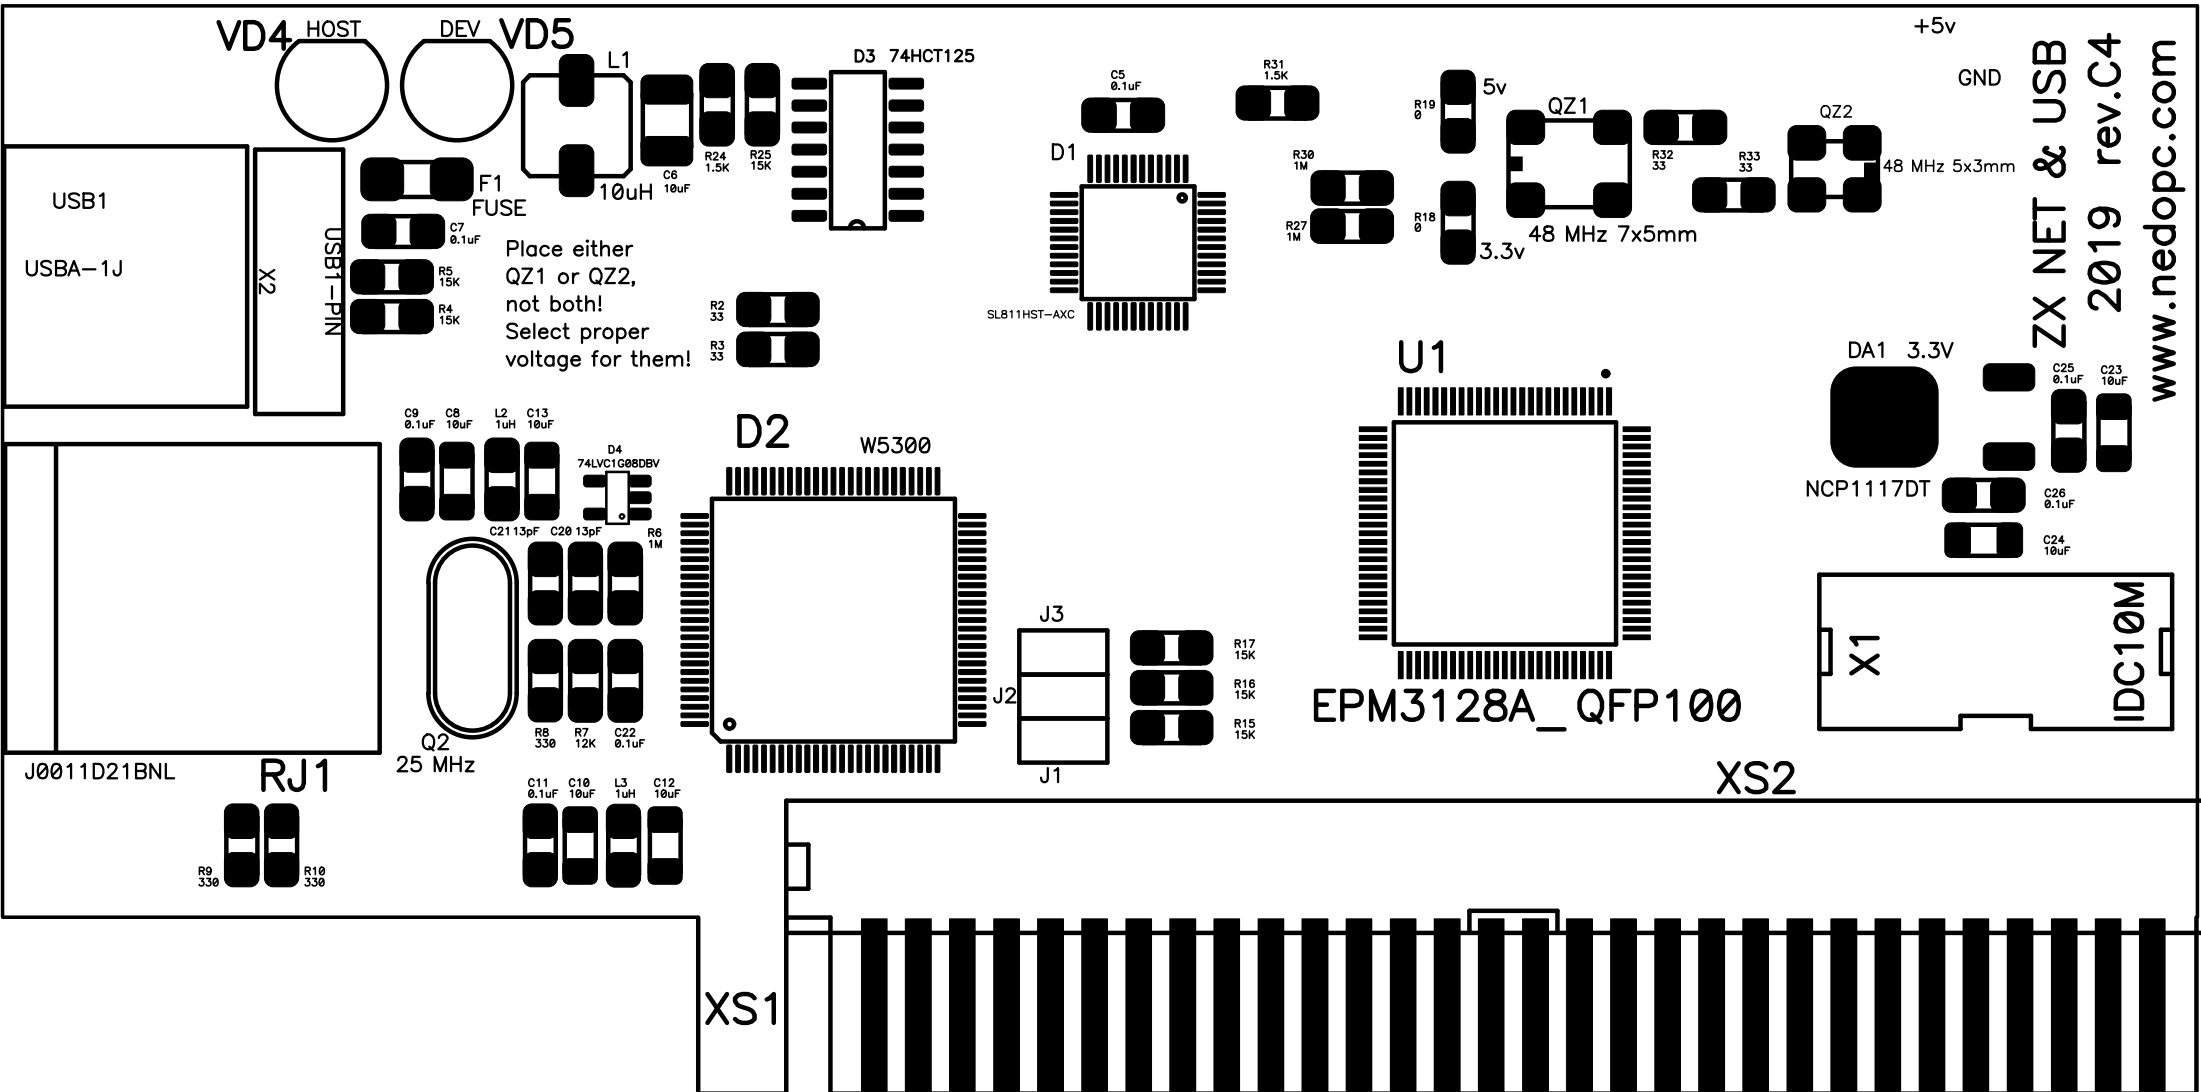 VD4
HOST
DEV
VD5
L1
10uH
C6
10uF
R24
1.5K
R25
15K
D3 74HCT125
C5
0.1uF
R31
1.5K
D1
R30
1M
R27
1M
SL811HST-AXC
R19
0
5v
R18
0
3.3v
QZ1
48 MHz 7x5mm
R32
33
R33
33
QZ2
48 MHz 5x3mm
+5v
GND
ZX NET & USB
2019 rev.C4
www.nedopc.com
USB1
USBA-1J
X2
USB1-PIN
F1
FUSE
C7
0.1uF
R5
15K
R4
15K
Place either
QZ1 or QZ2,
not both!
Select proper
voltage for them!
R2
33
R3
33
U1
EPM3128A_QFP100
DA1 3.3V
NCP1117DT
C25
0.1uF
C23
10uF
C26
0.1uF
C24
10uF
C9
0.1uF
C8
10uF
L2
1uH
C13
10uF
D4
74LVC1G08DBV
D2
W5300
C21 13pF
C20 13pF
R6
1M
Q2
25 MHz
R8
330
R7
12K
C22
0.1uF
J3
J2
J1
R17
15K
R16
15K
R15
15K
X1
IDC10M
J0011D21BNL
RJ1
R9
330
R10
330
C11
0.1uF
C10
10uF
L3
1uH
C12
10uF
XS2
XS1